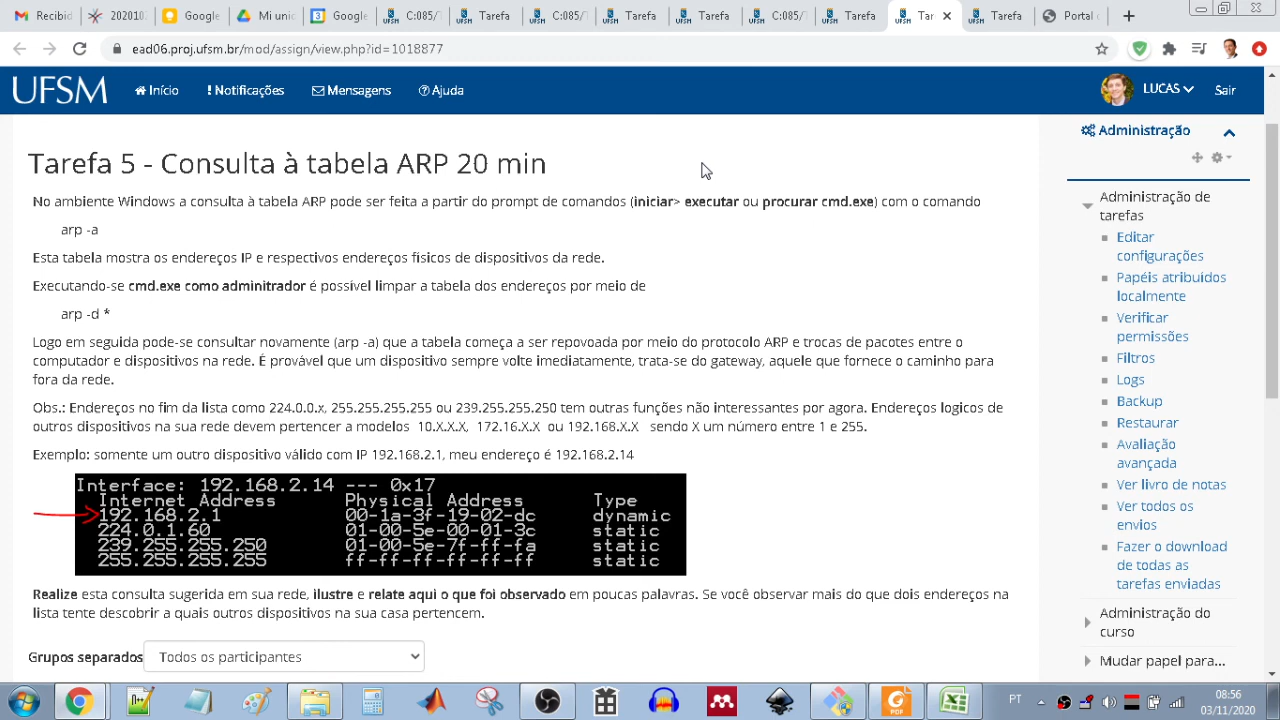 Recibid
202010
Google
Mi unid
Google
C:085/
Tarefa
C:085/
Tarefa
Tarefa
C:085/
Tarefa
Tar
Tarefa
Portal
ead06.proj.ufsm.br/mod/assign/view.php?id=1018877
UFSM Início Notificações Mensagens Ajuda LUCAS Sair
Tarefa 5 - Consulta à tabela ARP 20 min
No ambiente Windows a consulta à tabela ARP pode ser feita a partir do prompt de comandos (iniciar> executar ou procurar cmd.exe) com o comando
arp -a
Esta tabela mostra os endereços IP e respectivos endereços físicos de dispositivos da rede.
Executando-se cmd.exe como adminitrador é possível limpar a tabela dos endereços por meio de
arp -d *
Logo em seguida pode-se consultar novamente (arp -a) que a tabela começa a ser repovoada por meio do protocolo ARP e trocas de pacotes entre o
computador e dispositivos na rede. É provável que um dispositivo sempre volte imediatamente, trata-se do gateway, aquele que fornece o caminho para
fora da rede.
Obs.: Endereços no fim da lista como 224.0.0.x, 255.255.255.255 ou 239.255.255.250 tem outras funções não interessantes por agora. Endereços logicos de
outros dispositivos na sua rede devem pertencer a modelos 10.X.X.X, 172.16.X.X ou 192.168.X.X sendo X um número entre 1 e 255.
Exemplo: somente um outro dispositivo válido com IP 192.168.2.1, meu endereço é 192.168.2.14
Interface: 192.168.2.14 --- 0x17
Internet Address Physical Address Type
192.168.2.1 00-1a-3f-19-02-dc dynamic
224.0.1.60 01-00-5e-00-01-3c static
239.255.255.250 01-00-5e-7f-ff-fa static
255.255.255.255 ff-ff-ff-ff-ff-ff static
Realize esta consulta sugerida em sua rede, ilustre e relate aqui o que foi observado em poucas palavras. Se você observar mais do que dois endereços na
lista tente descobrir a quais outros dispositivos na sua casa pertencem.
Grupos separados Todos os participantes
Administração
Administração de
tarefas
Editar
configurações
Papéis atribuídos
localmente
Verificar
permissões
Filtros
Logs
Backup
Restaurar
Avaliação
avançada
Ver livro de notas
Ver todos os
envios
Fazer o download
de todas as
tarefas enviadas
Administração do
curso
Mudar papel para...
PT
08:56
03/11/2020